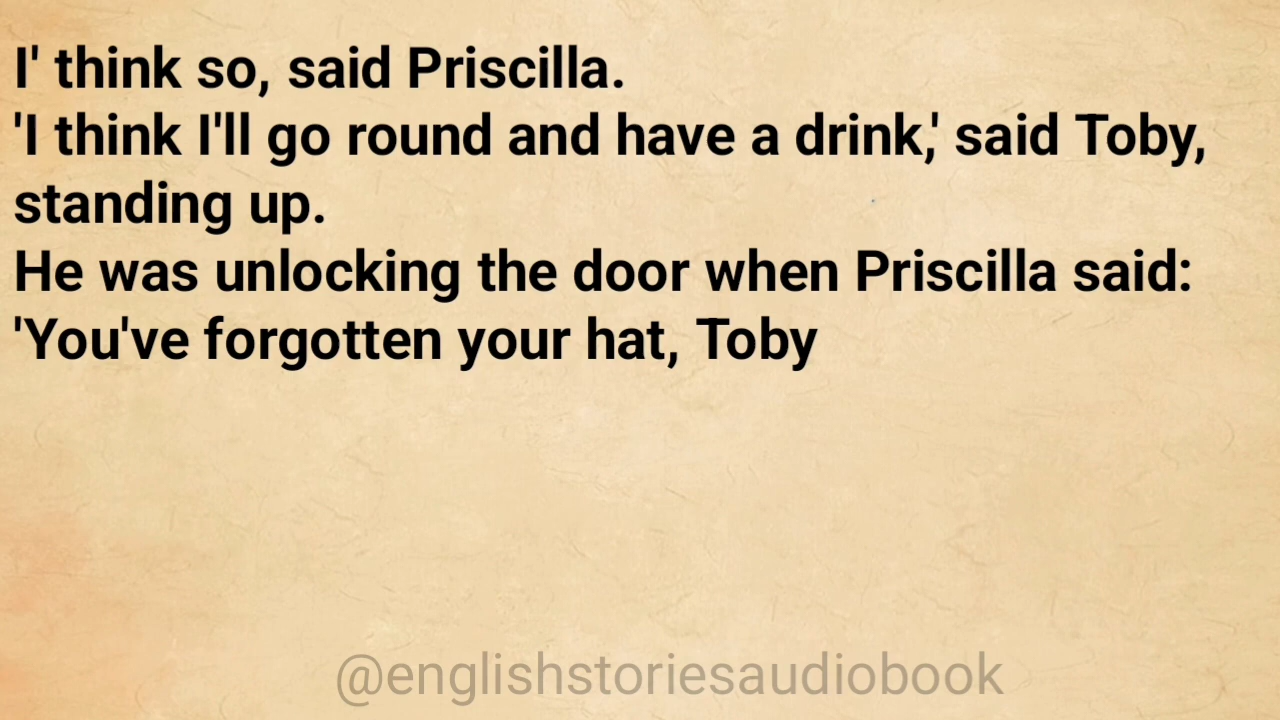 I' think so, said Priscilla.
'I think I'll go round and have a drink,' said Toby,
standing up.
He was unlocking the door when Priscilla said:
'You've forgotten your hat, Toby
@englishstoriesaudiobook